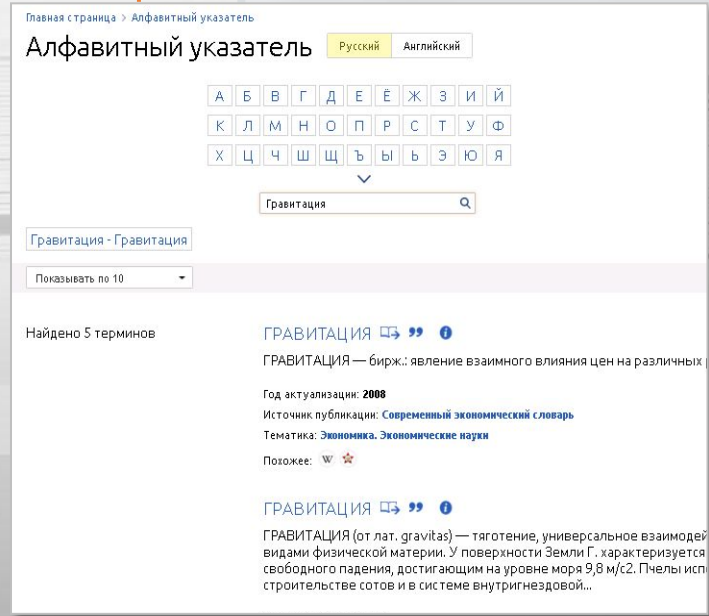 Главная страница > Алфавитный указатель
Алфавитный указатель Русский Английский
А Б В Г Д Е Ё Ж З И Й
К Л М Н О П Р С Т У Ф
Х Ц Ч Ш Щ Ъ Ы Ь Э Ю Я
Гравитация
Гравитация - Гравитация
Показывать по 10
Найдено 5 терминов
ГРАВИТАЦИЯ
ГРАВИТАЦИЯ — бирж.: явление взаимного влияния цен на различных
Год актуализации: 2008
Источник публикации: Современный экономический словарь
Тематика: Экономика. Экономические науки
Похожее: W
ГРАВИТАЦИЯ
ГРАВИТАЦИЯ (от лат. gravitas) — тяготение, универсальное
видами физической материи. У поверхности Земли Г. характеризуется
свободного падения, достигающим на уровне моря 9,8 м/с2. Пчелы
строительстве сотов и в системе внутригнездовой...